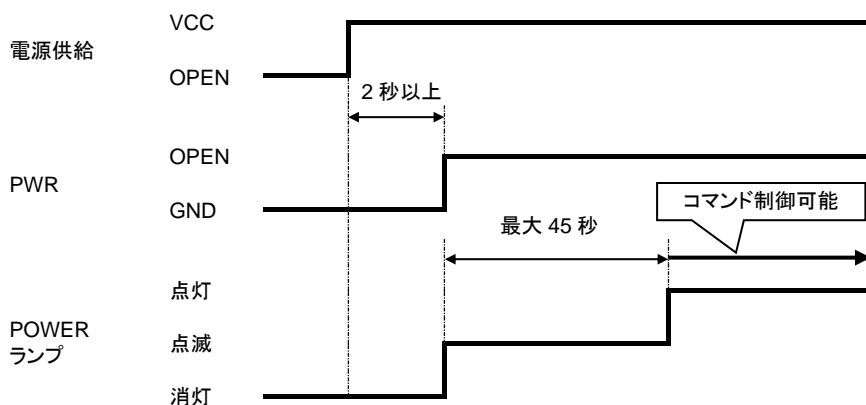 電源供給
VCC
OPEN
2 秒以上
PWR
OPEN
GND
最大 45 秒
コマンド制御可能
POWER
ランプ
点灯
点滅
消灯